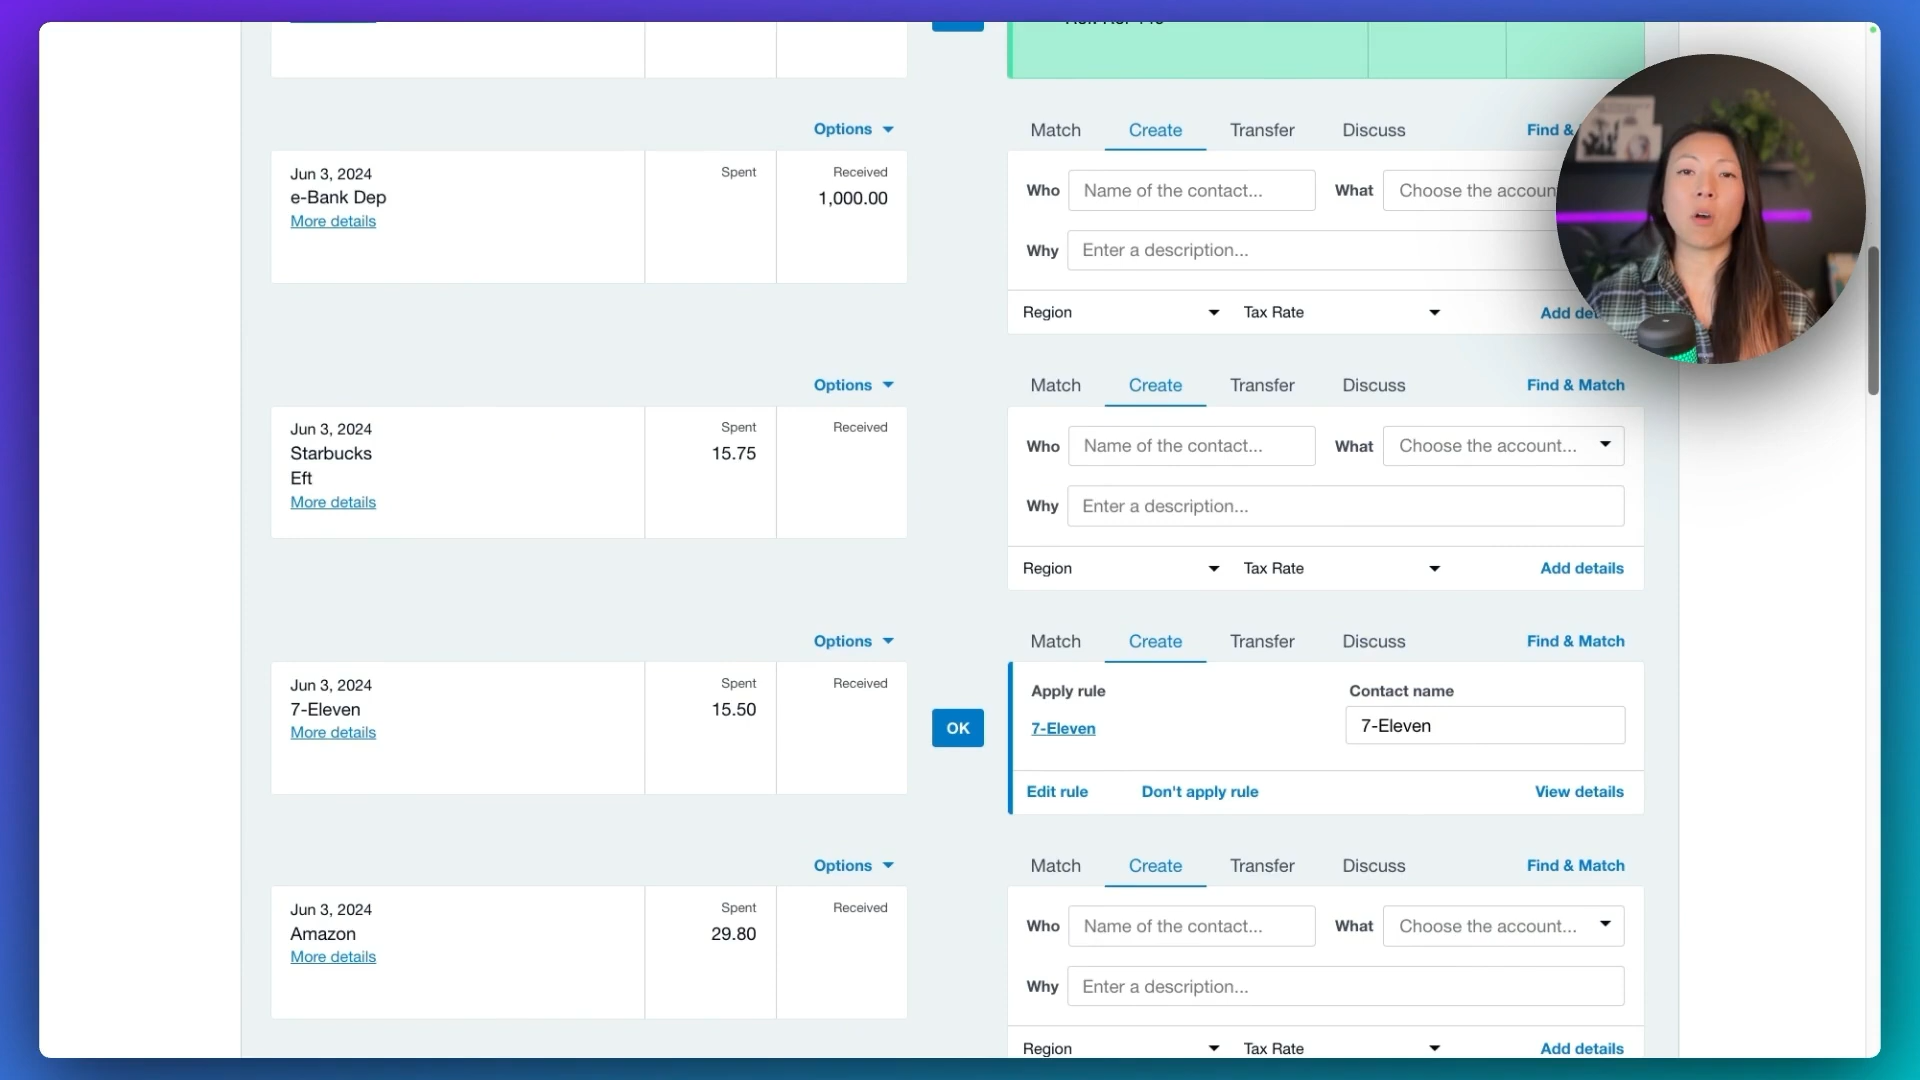 Options
Match Create Transfer Discuss Find &
Jun 3, 2024
e-Bank Dep
More details
Spent
Received
1,000.00
Who Name of the contact... What Choose the accoun
Why Enter a description...
Region Tax Rate Add de
Options
Match Create Transfer Discuss Find & Match
Jun 3, 2024
Starbucks
Eft
More details
Spent
15.75
Received
Who Name of the contact... What Choose the account...
Why Enter a description...
Region Tax Rate Add details
Options
Match Create Transfer Discuss Find & Match
Jun 3, 2024
7-Eleven
More details
Spent
15.50
Received
OK
Apply rule
7-Eleven
Contact name
7-Eleven
Edit rule Don't apply rule View details
Options
Match Create Transfer Discuss Find & Match
Jun 3, 2024
Amazon
More details
Spent
29.80
Received
Who Name of the contact... What Choose the account...
Why Enter a description...
Region Tax Rate Add details